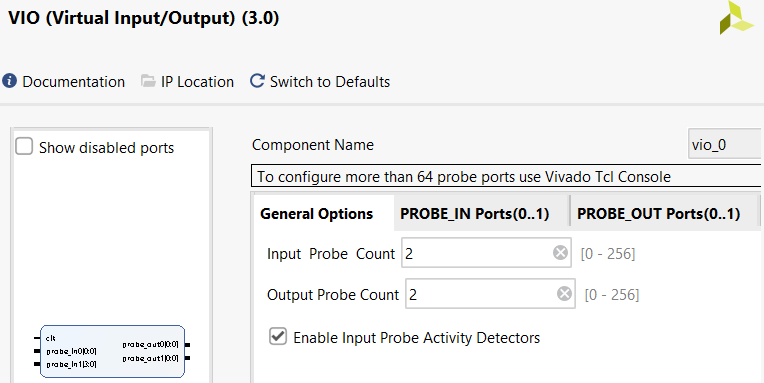 VIO (Virtual Input/Output) (3.0)
Documentation IP Location Switch to Defaults
Show disabled ports
Component Name vio_0
To configure more than 64 probe ports use Vivado Tcl Console
General Options PROBE_IN Ports(0..1) PROBE_OUT Ports(0..1)
Input Probe Count 2 [0 - 256]
Output Probe Count 2 [0 - 256]
Enable Input Probe Activity Detectors
clk
probe_in0[0:0] probe_out0[0:0]
probe_in1[3:0] probe_out1[0:0]